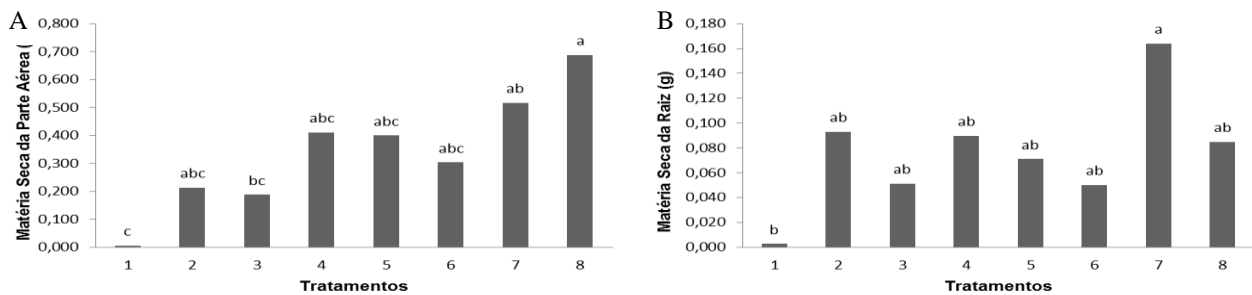 A
Matéria Seca da Parte Aérea (
0,800
0,700
0,600
0,500
0,400
0,300
0,200
0,100
0,000
c
abc
bc
abc
abc
abc
ab
a
1 2 3 4 5 6 7 8
Tratamentos
B
Matéria Seca da Raiz (g)
0,180
0,160
0,140
0,120
0,100
0,080
0,060
0,040
0,020
0,000
b
ab
ab
ab
ab
ab
a
ab
1 2 3 4 5 6 7 8
Tratamentos